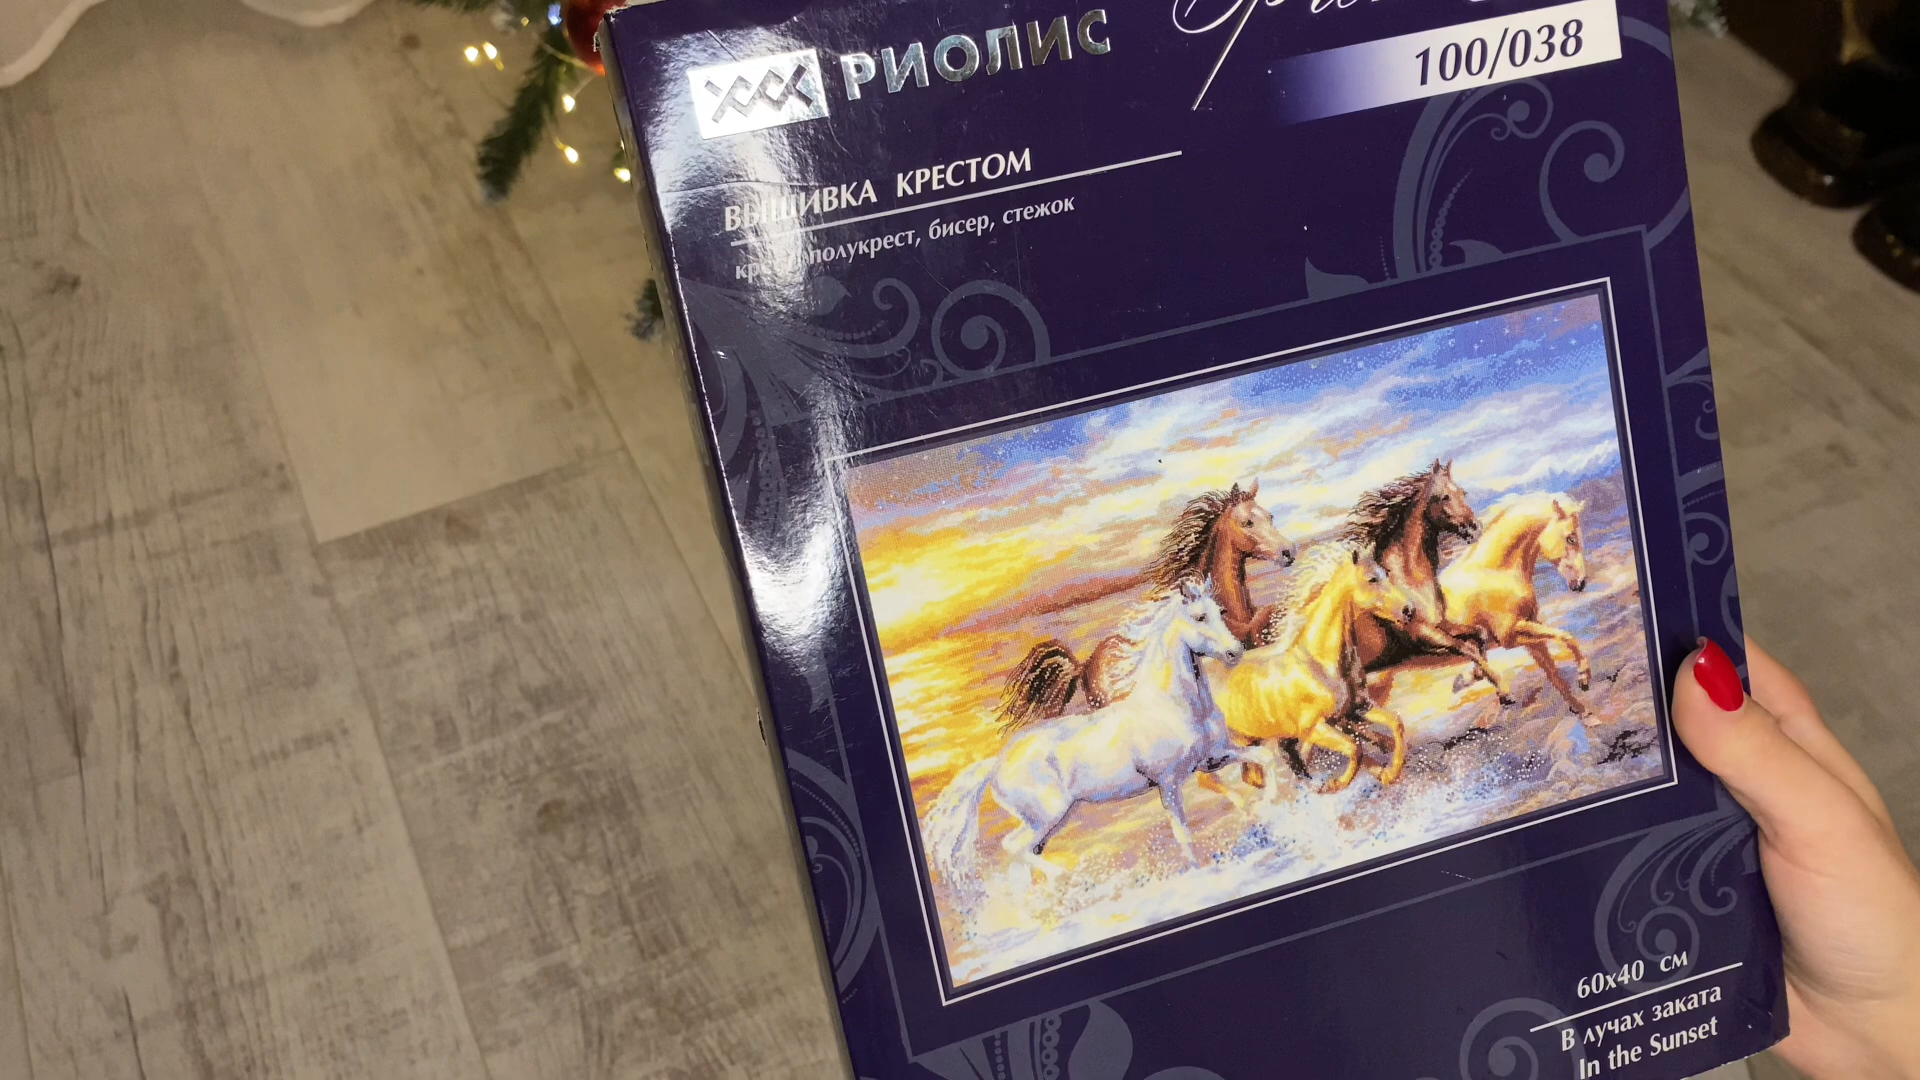 РИОЛИС
100/038
ВЫШИВКА КРЕСТОМ
полукрест, бисер, стежок
60x40 см
В лучах заката
In the Sunset